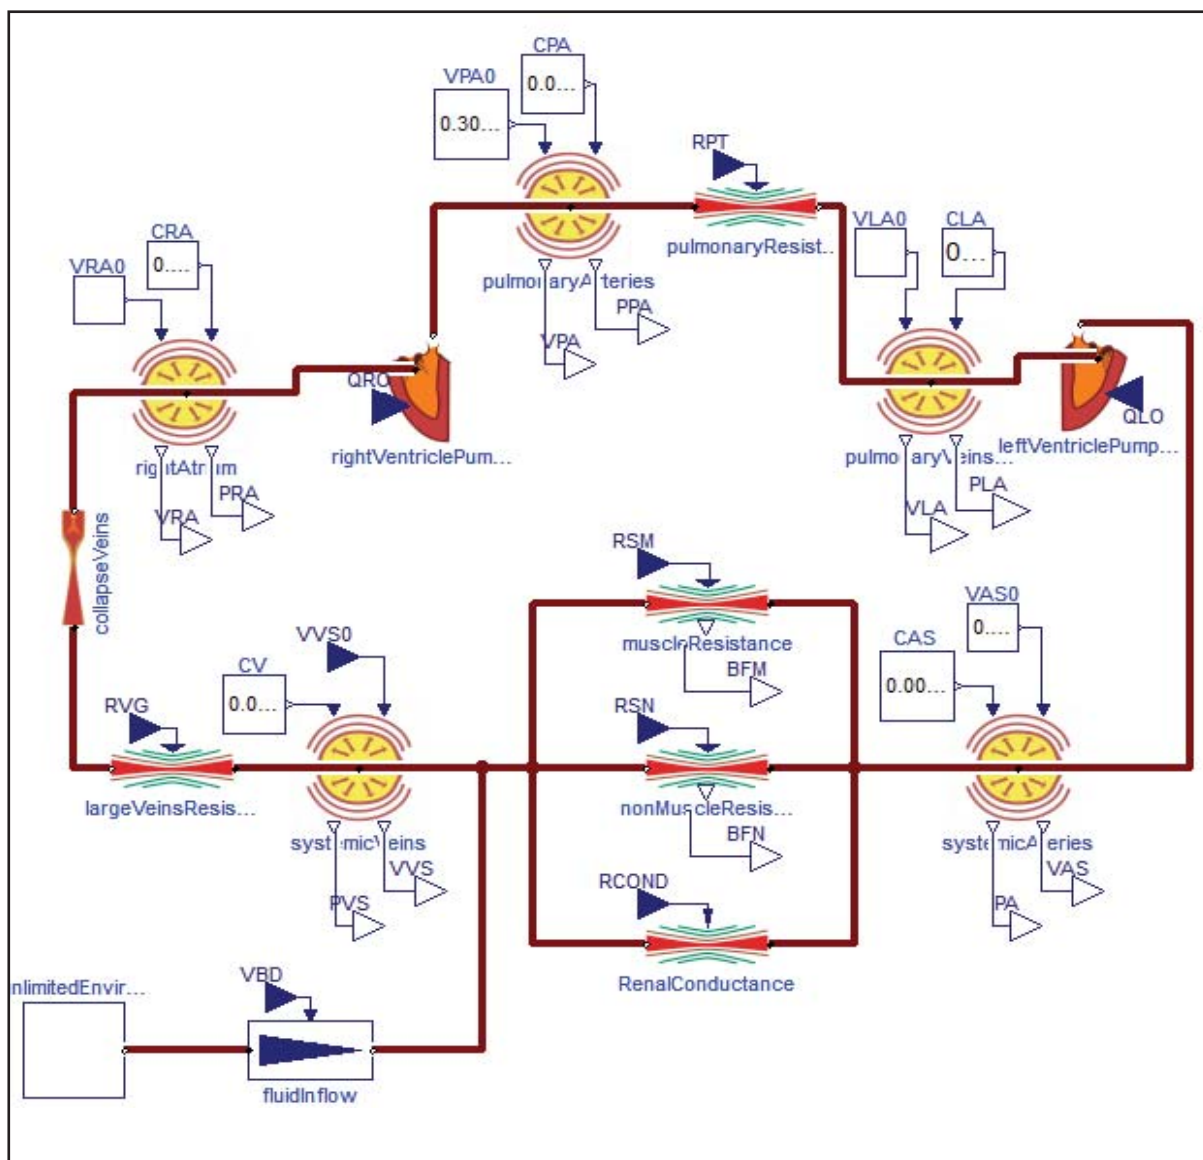 CPA
VPA0
0.0...
0.30...
RPT
CRA
VRA0
0....
VLA0
CLA
0...
pulmonaryResist...
pulmonaryArteries
PPA
VPA
QRO
QLO
rightVentriclePum...
leftVentriclePump...
rightAtrium
pulmonaryVeins...
PRA
VRA
PLA
VLA
collapseVeins
RSM
VAS0
0....
muscleResistance
CAS
VVS0
CV
BFM
0.00...
0.0...
RVG
RSN
largeVeinsResis...
nonMuscleResis...
systemicVeins
BFN
systemicArteries
VVS
VAS
RCOND
PVS
PA
VBD
nlimitedEnvir...
RenalConductance
fluidInflow